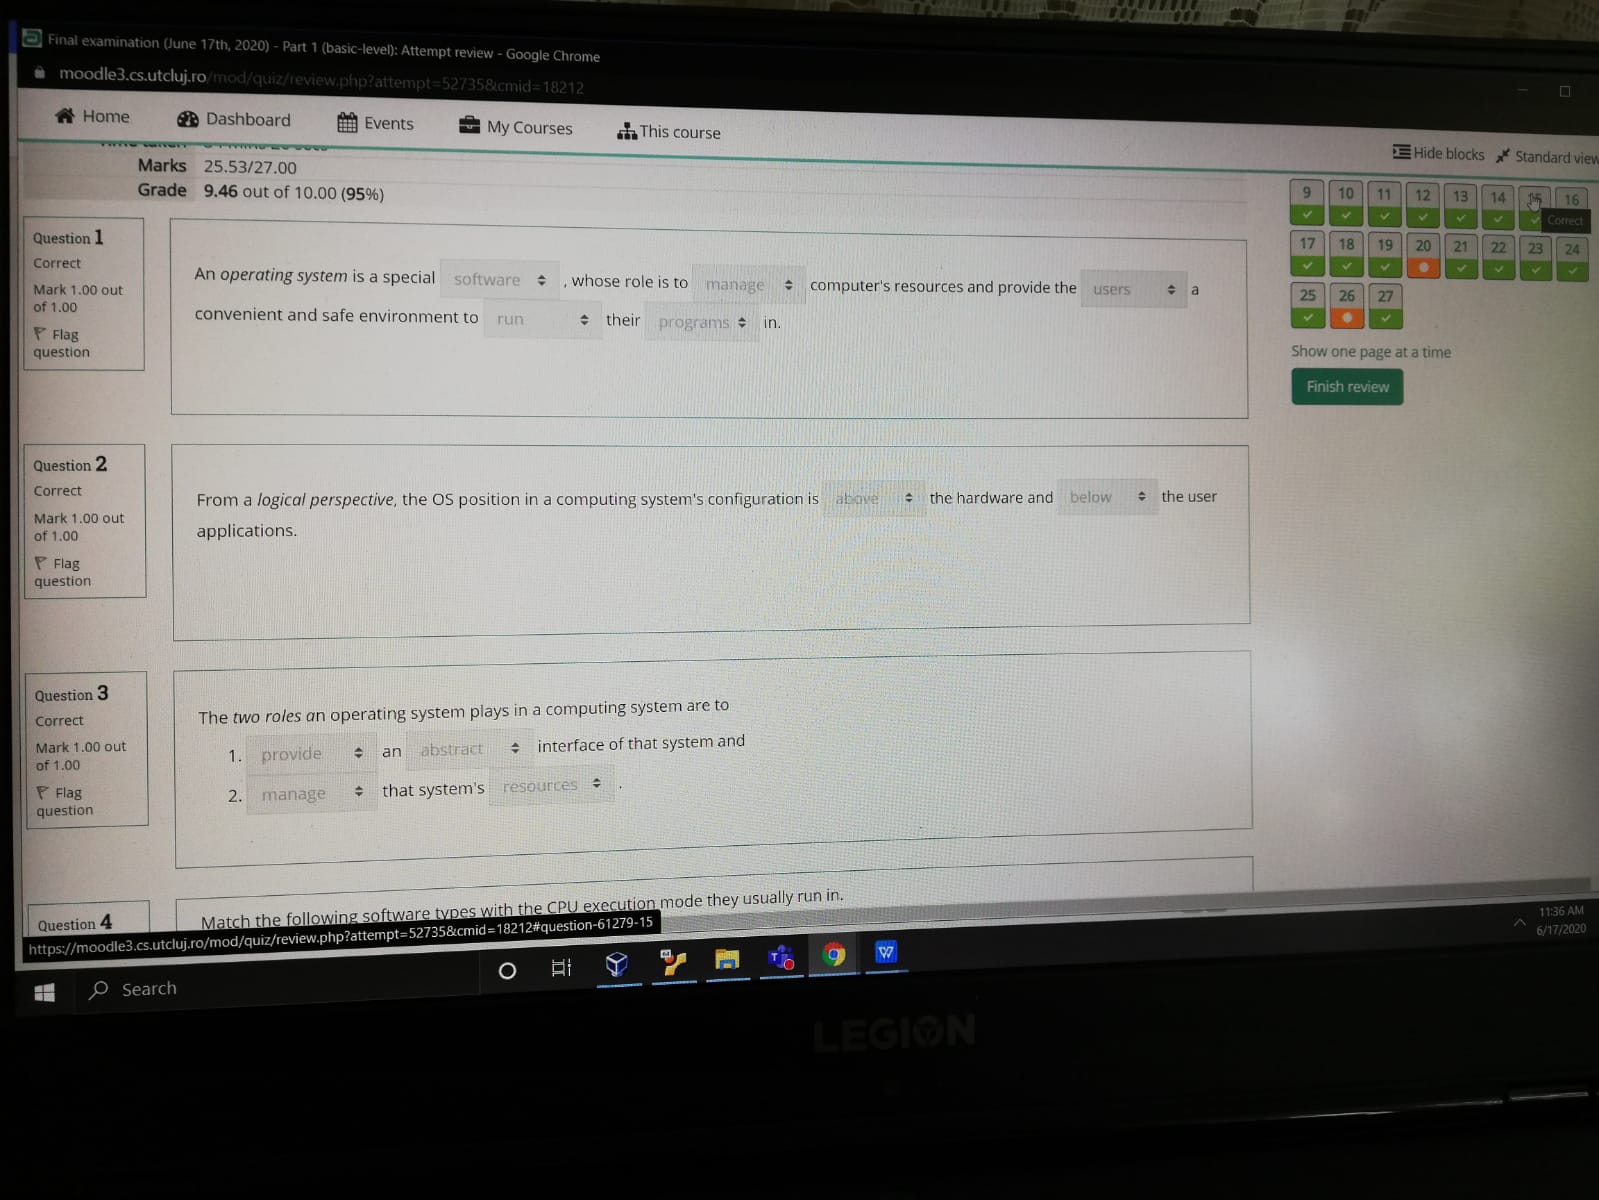 Final examination (June 17th, 2020) - Part 1 (basic-level): Attempt review - Google Chrome
moodle3.cs.utcluj.ro/mod/quiz/review.php?attempt=52735&cmid=18212
Home Dashboard Events My Courses This course
Hide blocks Standard view
Marks 25.53/27.00
Grade 9.46 out of 10.00 (95%)
9 10 11 12 13 14 15 16
Correct
17 18 19 20 21 22 23 24
25 26 27
Show one page at a time
Finish review
Question 1
Correct
Mark 1.00 out
of 1.00
Flag
question
An operating system is a special software , whose role is to manage computer's resources and provide the users a
convenient and safe environment to run their programs in.
Question 2
Correct
Mark 1.00 out
of 1.00
Flag
question
From a logical perspective, the OS position in a computing system's configuration is above the hardware and below the user
applications.
Question 3
Correct
Mark 1.00 out
of 1.00
Flag
question
The two roles an operating system plays in a computing system are to
1. provide an abstract interface of that system and
2. manage that system's resources .
Question 4
Match the following software types with the CPU execution mode they usually run in.
https://moodle3.cs.utcluj.ro/mod/quiz/review.php?attempt=52735&cmid=18212#question-61279-15
Search
11:36 AM
6/17/2020
LEGION